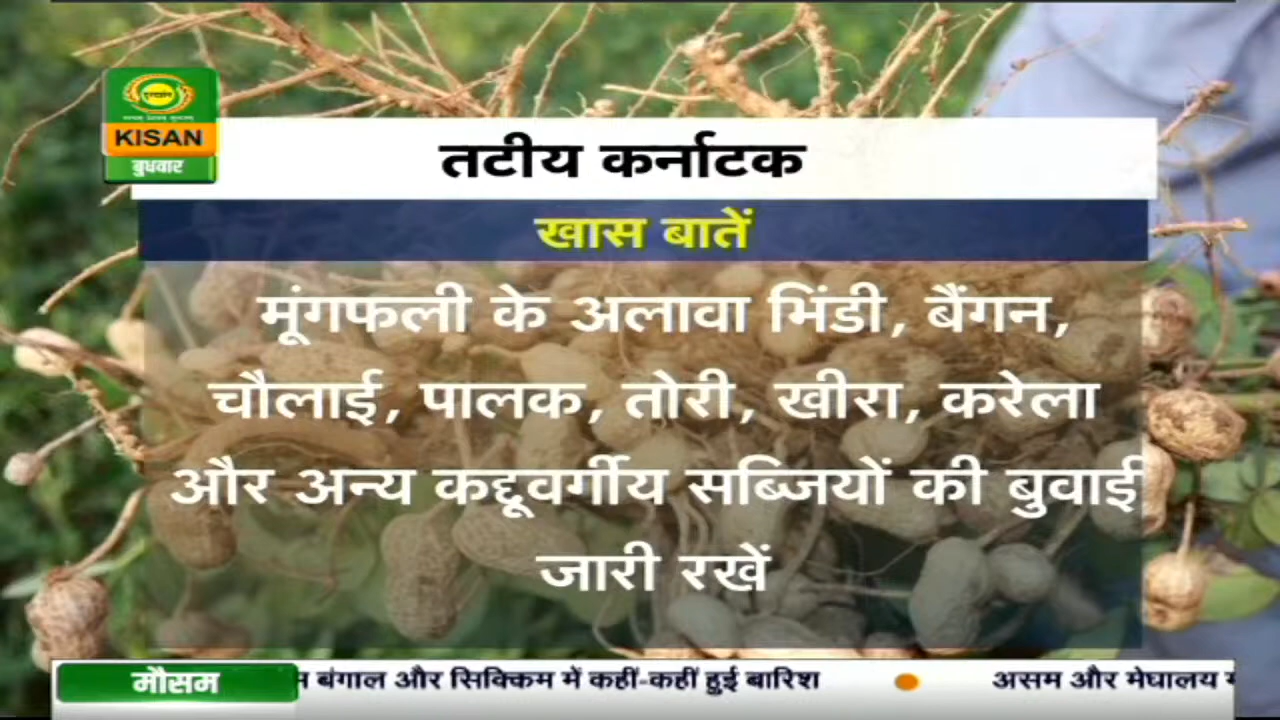 KISAN
बुधवार
तटीय कर्नाटक
खास बातें
मूंगफली के अलावा भिंडी, बैंगन,
चौलाई, पालक, तोरी, खीरा, करेला
और अन्य कद्दूवर्गीय सब्जियों की बुवाई
जारी रखें
मौसम
बंगाल और सिक्किम में कहीं-कहीं हुई बारिश
असम और मेघालय